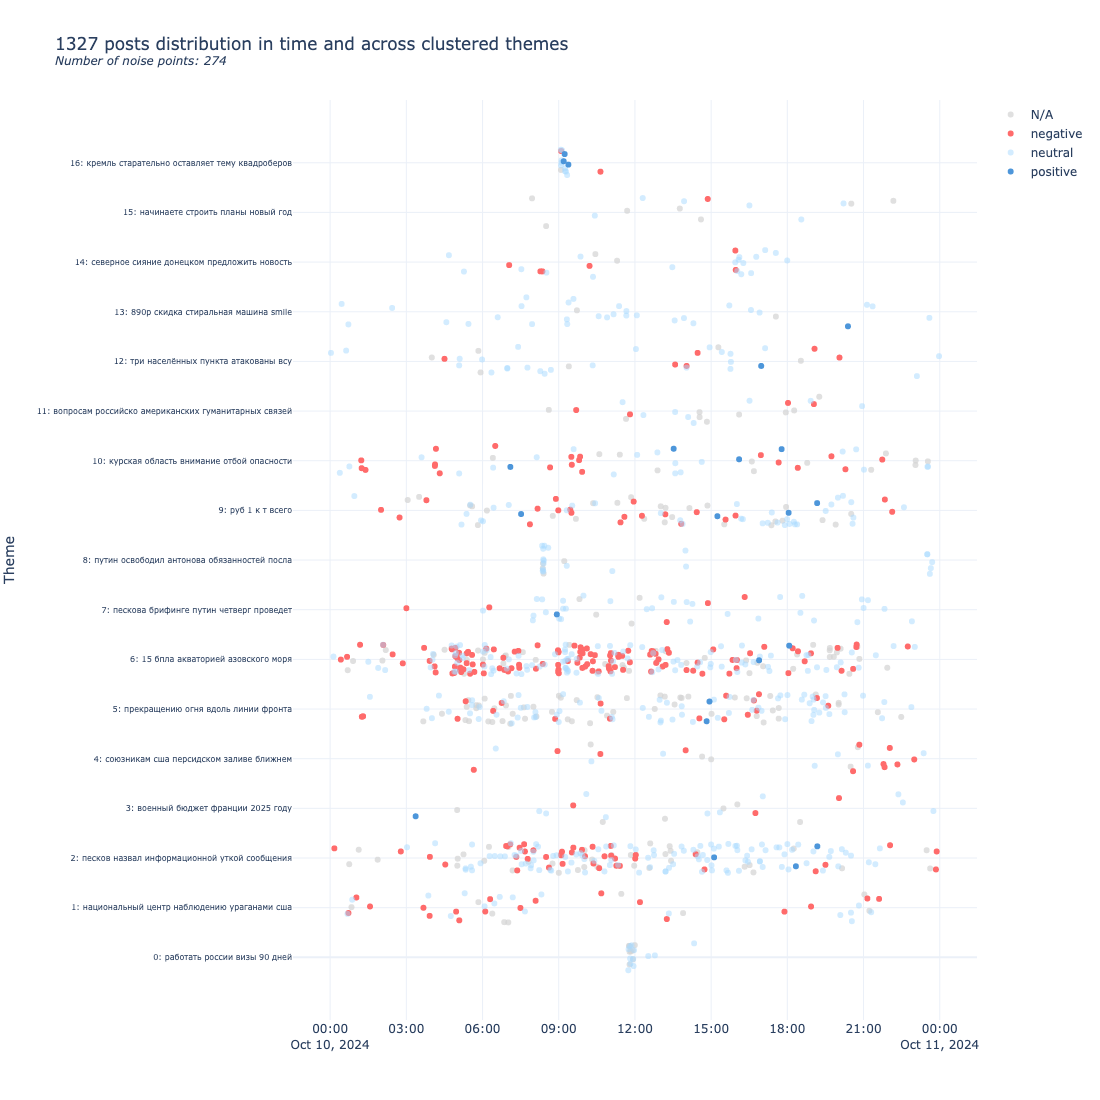 1327 posts distribution in time and across clustered themes
Number of noise points: 274
N/A
negative
neutral
positive
Theme
16: кремль старательно оставляет тему квадроберов
15: начинаете строить планы новый год
14: северное сияние донецком предложить новость
13: 890р скидка стиральная машина smile
12: три населённых пункта атакованы всу
11: вопросам российско американских гуманитарных связей
10: курская область внимание отбой опасности
9: руб 1 к т всего
8: путин освободил антонова обязанностей посла
7: пескова брифинге путин четверг проведет
6: 15 бпла акваторией азовского моря
5: прекращению огня вдоль линии фронта
4: союзникам сша персидском заливе ближнем
3: военный бюджет франции 2025 году
2: песков назвал информационной уткой сообщения
1: национальный центр наблюдению ураганами сша
0: работать россии визы 90 дней
00:00 03:00 06:00 09:00 12:00 15:00 18:00 21:00 00:00
Oct 10, 2024 Oct 11, 2024